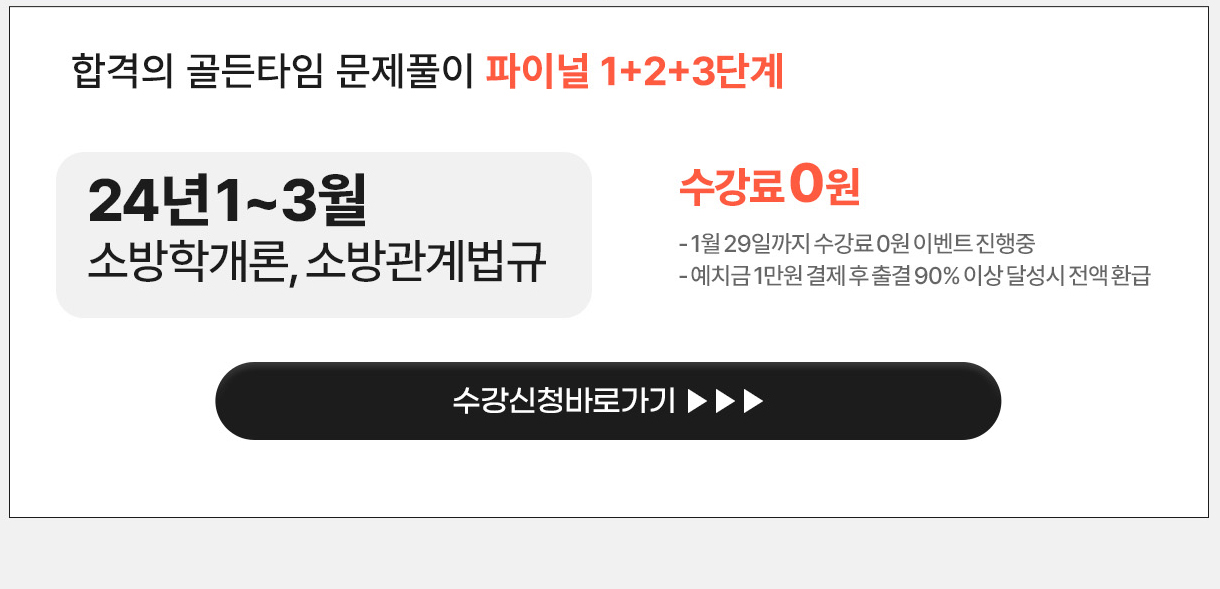 합격의 골든타임 문제풀이 파이널 1+2+3단계
24년 1~3월
소방학개론, 소방관계법규
수강료 0원
- 1월 29일까지 수강료 0원 이벤트 진행중
- 예치금 1만원 결제 후 출결 90% 이상 달성시 전액 환급
수강신청바로가기 ▶▶▶